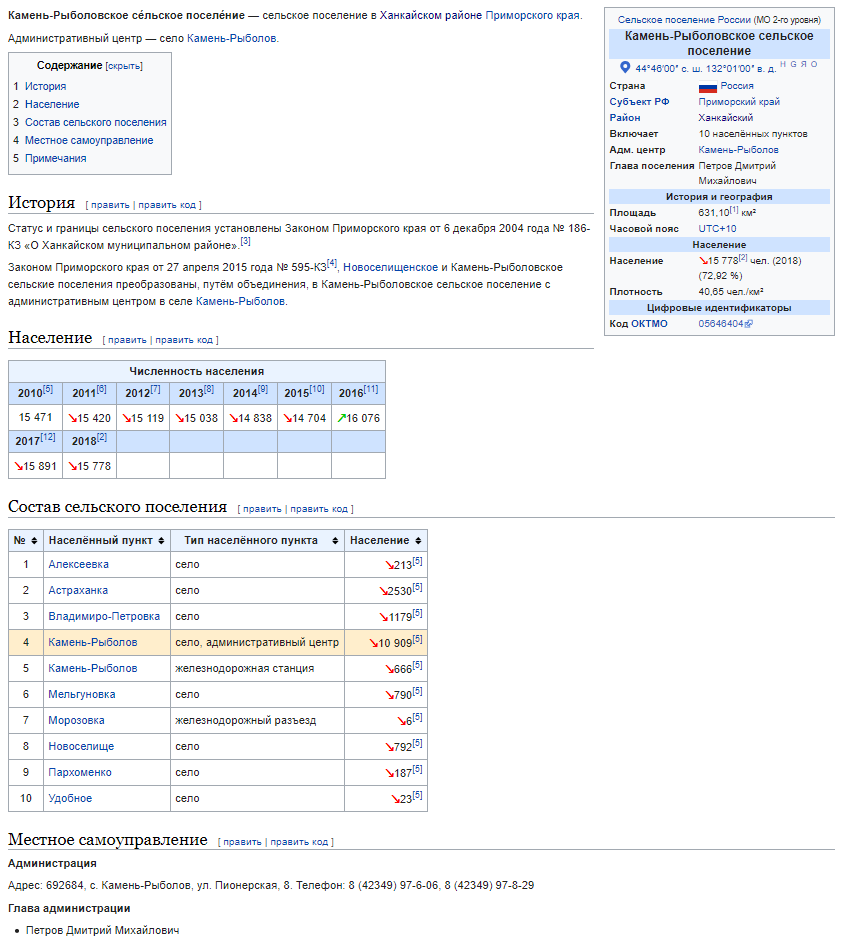 Камень-Рыболовское се́льское поселе́ние — сельское поселение в Ханкайском районе Приморского края.
Административный центр — село Камень-Рыболов.
Содержание [скрыть]
1 История
2 Население
3 Состав сельского поселения
4 Местное самоуправление
5 Примечания
Сельское поселение России (МО 2-го уровня)
Камень-Рыболовское сельское
поселение
44°46′00″ с. ш. 132°01′00″ в. д. H G Я O
Страна Россия
Субъект РФ Приморский край
Район Ханкайский
Включает 10 населённых пунктов
Адм. центр Камень-Рыболов
Глава поселения Петров Дмитрий
Михайлович
История и география
Площадь 631,10[1] км²
Часовой пояс UTC+10
Население
Население ↘15 778[2] чел. (2018)
(72,92 %)
Плотность 40,65 чел./км²
Цифровые идентификаторы
Код ОКТМО 05646404
История [ править | править код ]
Статус и границы сельского поселения установлены Законом Приморского края от 6 декабря 2004 года № 186-
КЗ «О Ханкайском муниципальном районе».[3]
Законом Приморского края от 27 апреля 2015 года № 595-КЗ[4], Новоселищенское и Камень-Рыболовское
сельские поселения преобразованы, путём объединения, в Камень-Рыболовское сельское поселение с
административным центром в селе Камень-Рыболов.
Население [ править | править код ]
Численность населения
2010[5] 2011[6] 2012[7] 2013[8] 2014[9] 2015[10] 2016[11]
15 471 ↘15 420 ↘15 119 ↘15 038 ↘14 838 ↘14 704 ↗16 076
2017[12] 2018[2]
↘15 891 ↘15 778
Состав сельского поселения [ править | править код ]
№ Населённый пункт Тип населённого пункта Население
1 Алексеевка село ↘213[5]
2 Астраханка село ↘2530[5]
3 Владимиро-Петровка село ↘1179[5]
4 Камень-Рыболов село, административный центр ↘10 909[5]
5 Камень-Рыболов железнодорожная станция ↘666[5]
6 Мельгуновка село ↘790[5]
7 Морозовка железнодорожный разъезд ↘6[5]
8 Новоселище село ↘792[5]
9 Пархоменко село ↘187[5]
10 Удобное село ↘23[5]
Местное самоуправление [ править | править код ]
Администрация
Адрес: 692684, с. Камень-Рыболов, ул. Пионерская, 8. Телефон: 8 (42349) 97-6-06, 8 (42349) 97-8-29
Глава администрации
• Петров Дмитрий Михайлович